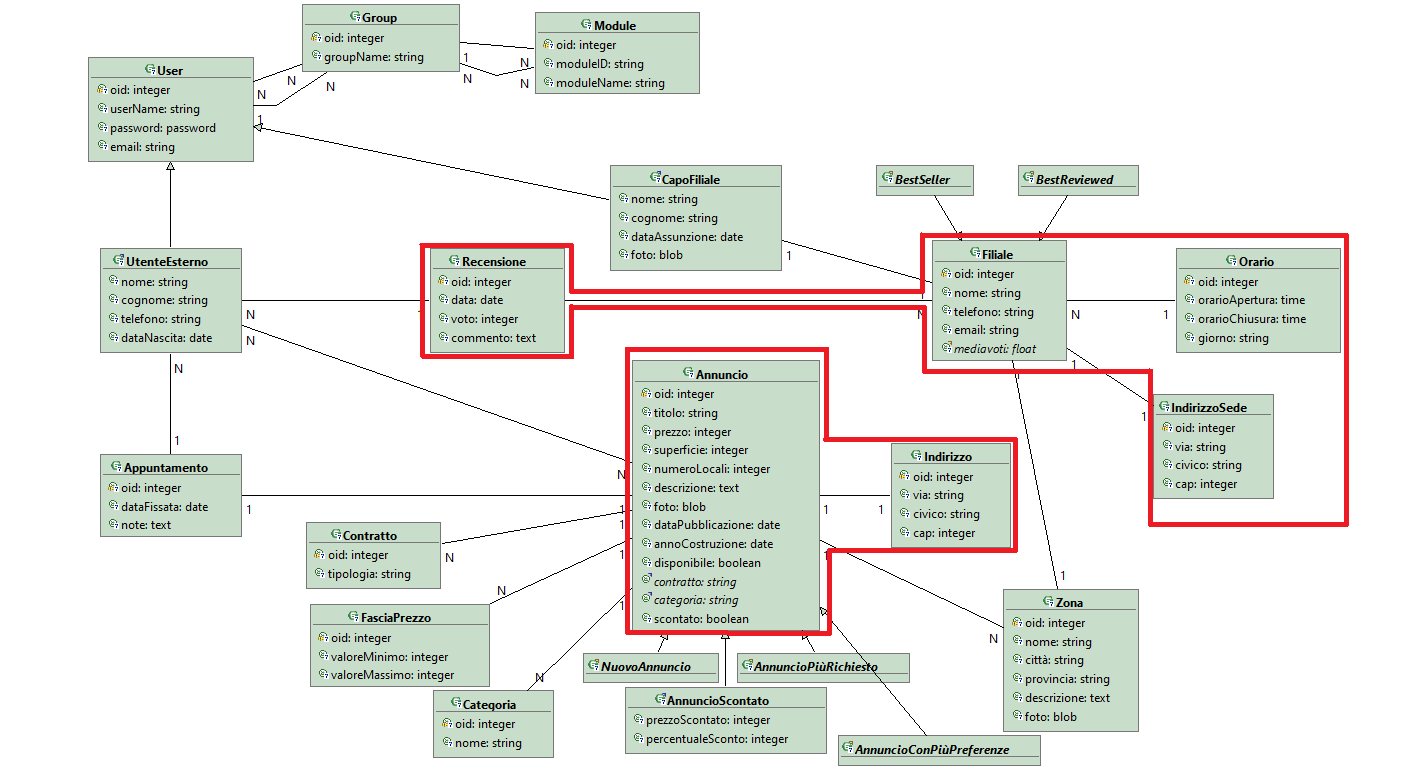 Group
oid: integer
groupName: string
Module
oid: integer
moduleID: string
moduleName: string
1
N
N
N
User
oid: integer
userName: string
password: password
email: string
N
N
N
1
CapoFiliale
nome: string
cognome: string
dataAssunzione: date
foto: blob
1
BestSeller
BestReviewed
UtenteEsterno
nome: string
cognome: string
telefono: string
dataNascita: date
N
N
N
Recensione
oid: integer
data: date
voto: integer
commento: text
Filiale
oid: integer
nome: string
telefono: string
email: string
mediavoti: float
N
1
1
1
Orario
oid: integer
orarioApertura: time
orarioChiusura: time
giorno: string
1
IndirizzoSede
oid: integer
via: string
civico: string
cap: integer
Annuncio
oid: integer
titolo: string
prezzo: integer
superficie: integer
numeroLocali: integer
descrizione: text
foto: blob
dataPubblicazione: date
annoCostruzione: date
disponibile: boolean
contratto: string
categoria: string
scontato: boolean
N
1
1
1
1
1
1
Indirizzo
oid: integer
via: string
civico: string
cap: integer
1
1
Appuntamento
oid: integer
dataFissata: date
note: text
1
Contratto
oid: integer
tipologia: string
N
FasciaPrezzo
oid: integer
valoreMinimo: integer
valoreMassimo: integer
N
Categoria
oid: integer
nome: string
N
NuovoAnnuncio
AnnuncioPiùRichiesto
AnnuncioScontato
prezzoScontato: integer
percentualeSconto: integer
AnnuncioConPiùPreferenze
Zona
oid: integer
nome: string
città: string
provincia: string
descrizione: text
foto: blob
1
N